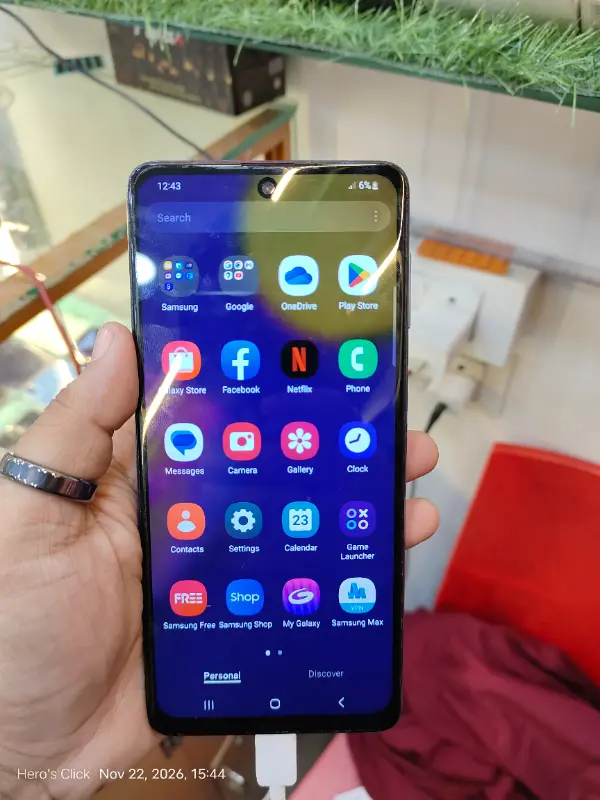 12:43 6%
Search
Samsung Google OneDrive Play Store
laxy Store Facebook Netflix Phone
Messages Camera Gallery Clock
23
Contacts Settings Calendar Game
Launcher
FREE Shop VPN
Samsung Free Samsung Shop My Galaxy Samsung Max
Personal Discover
Hero's Click Nov 22, 2026, 15:44